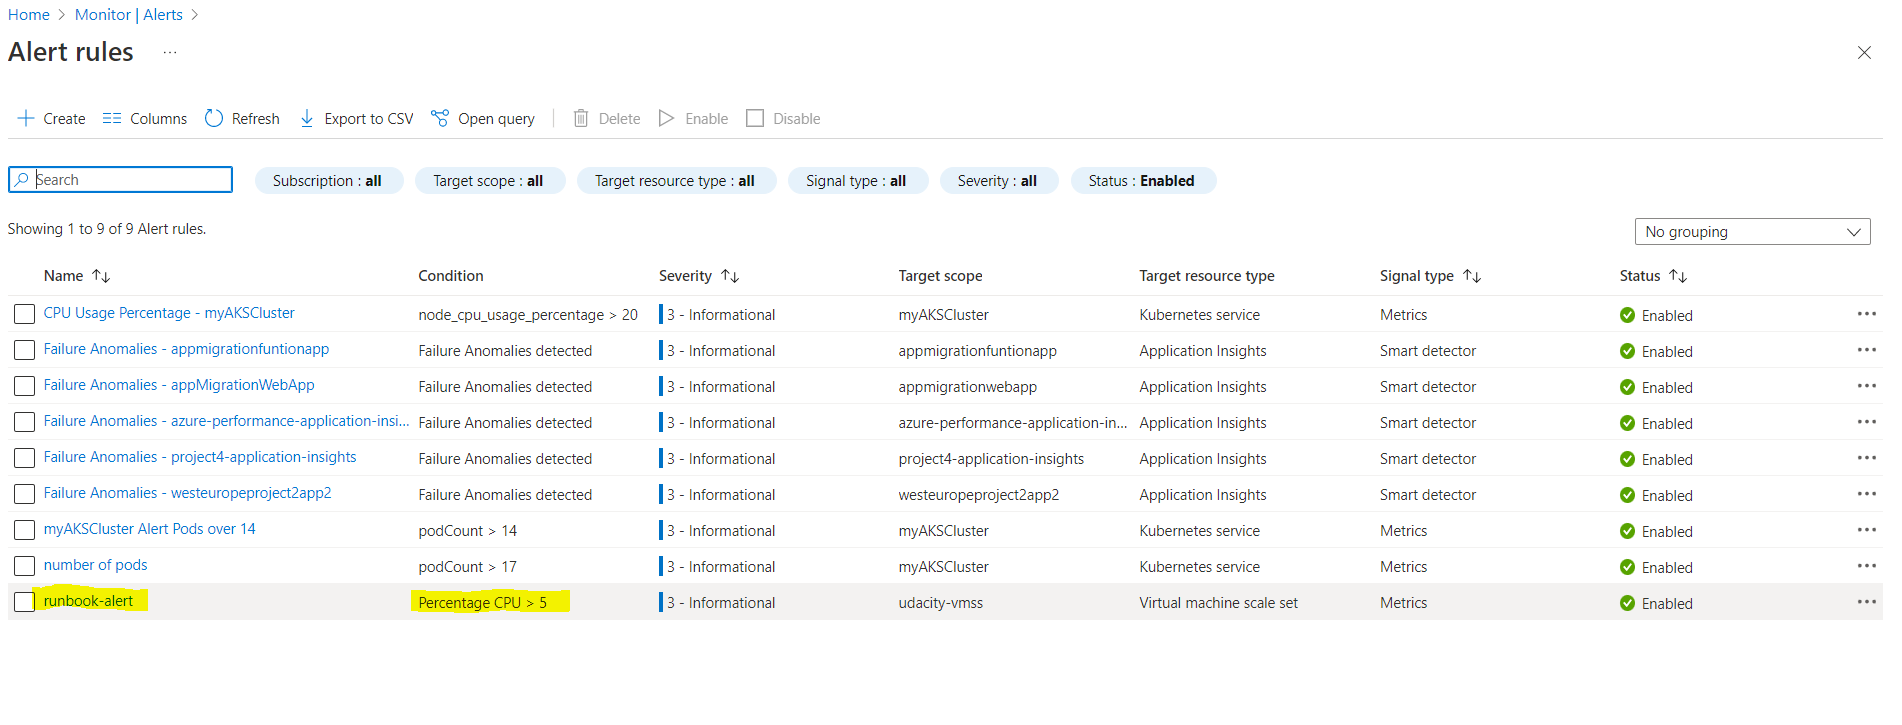 Home > Monitor | Alerts >
Alert rules ...
Create Columns Refresh Export to CSV Open query Delete Enable Disable
Search Subscription : all Target scope : all Target resource type : all Signal type : all Severity : all Status : Enabled
Showing 1 to 9 of 9 Alert rules.
No grouping
Name Condition Severity Target scope Target resource type Signal type Status
CPU Usage Percentage - myAKSCluster node_cpu_usage_percentage > 20 3 - Informational myAKSCluster Kubernetes service Metrics Enabled
Failure Anomalies - appmigrationfuntionapp Failure Anomalies detected 3 - Informational appmigrationfuntionapp Application Insights Smart detector Enabled
Failure Anomalies - appMigrationWebApp Failure Anomalies detected 3 - Informational appmigrationwebapp Application Insights Smart detector Enabled
Failure Anomalies - azure-performance-application-insi... Failure Anomalies detected 3 - Informational azure-performance-application-in... Application Insights Smart detector Enabled
Failure Anomalies - project4-application-insights Failure Anomalies detected 3 - Informational project4-application-insights Application Insights Smart detector Enabled
Failure Anomalies - westeuropeproject2app2 Failure Anomalies detected 3 - Informational westeuropeproject2app2 Application Insights Smart detector Enabled
myAKSCluster Alert Pods over 14 podCount > 14 3 - Informational myAKSCluster Kubernetes service Metrics Enabled
number of pods podCount > 17 3 - Informational myAKSCluster Kubernetes service Metrics Enabled
runbook-alert Percentage CPU > 5 3 - Informational udacity-vmss Virtual machine scale set Metrics Enabled